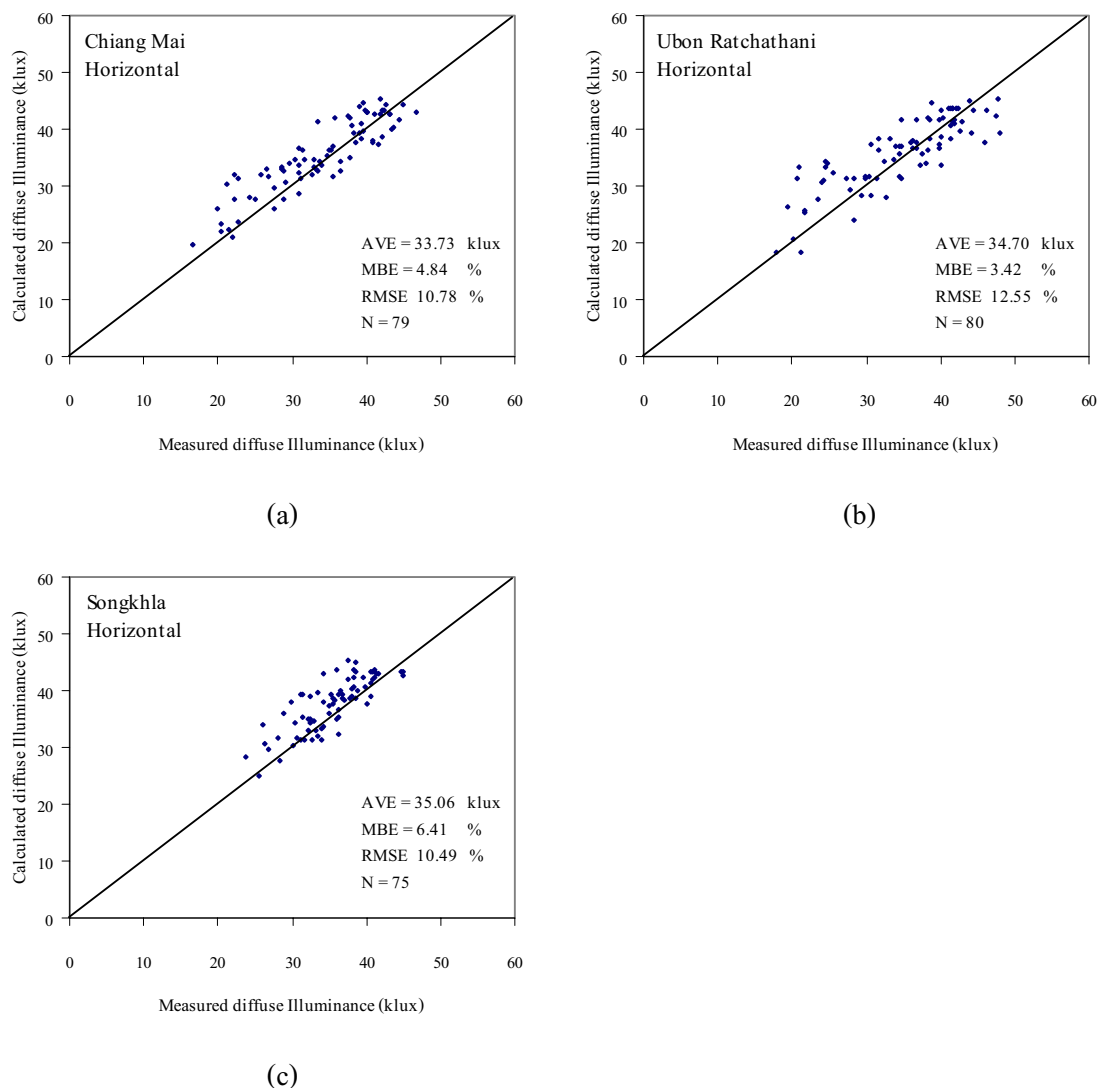 Chiang Mai
Horizontal
Calculated diffuse Illuminance (klux)
60
50
40
30
20
10
0
AVE = 33.73 klux
MBE = 4.84 %
RMSE 10.78 %
N = 79
0 10 20 30 40 50 60
Measured diffuse Illuminance (klux)
(a)
Ubon Ratchathani
Horizontal
Calculated diffuse Illuminance (klux)
60
50
40
30
20
10
0
AVE = 34.70 klux
MBE = 3.42 %
RMSE 12.55 %
N = 80
0 10 20 30 40 50 60
Measured diffuse Illuminance (klux)
(b)
Songkhla
Horizontal
Calculated diffuse Illuminance (klux)
60
50
40
30
20
10
0
AVE = 35.06 klux
MBE = 6.41 %
RMSE 10.49 %
N = 75
0 10 20 30 40 50 60
Measured diffuse Illuminance (klux)
(c)